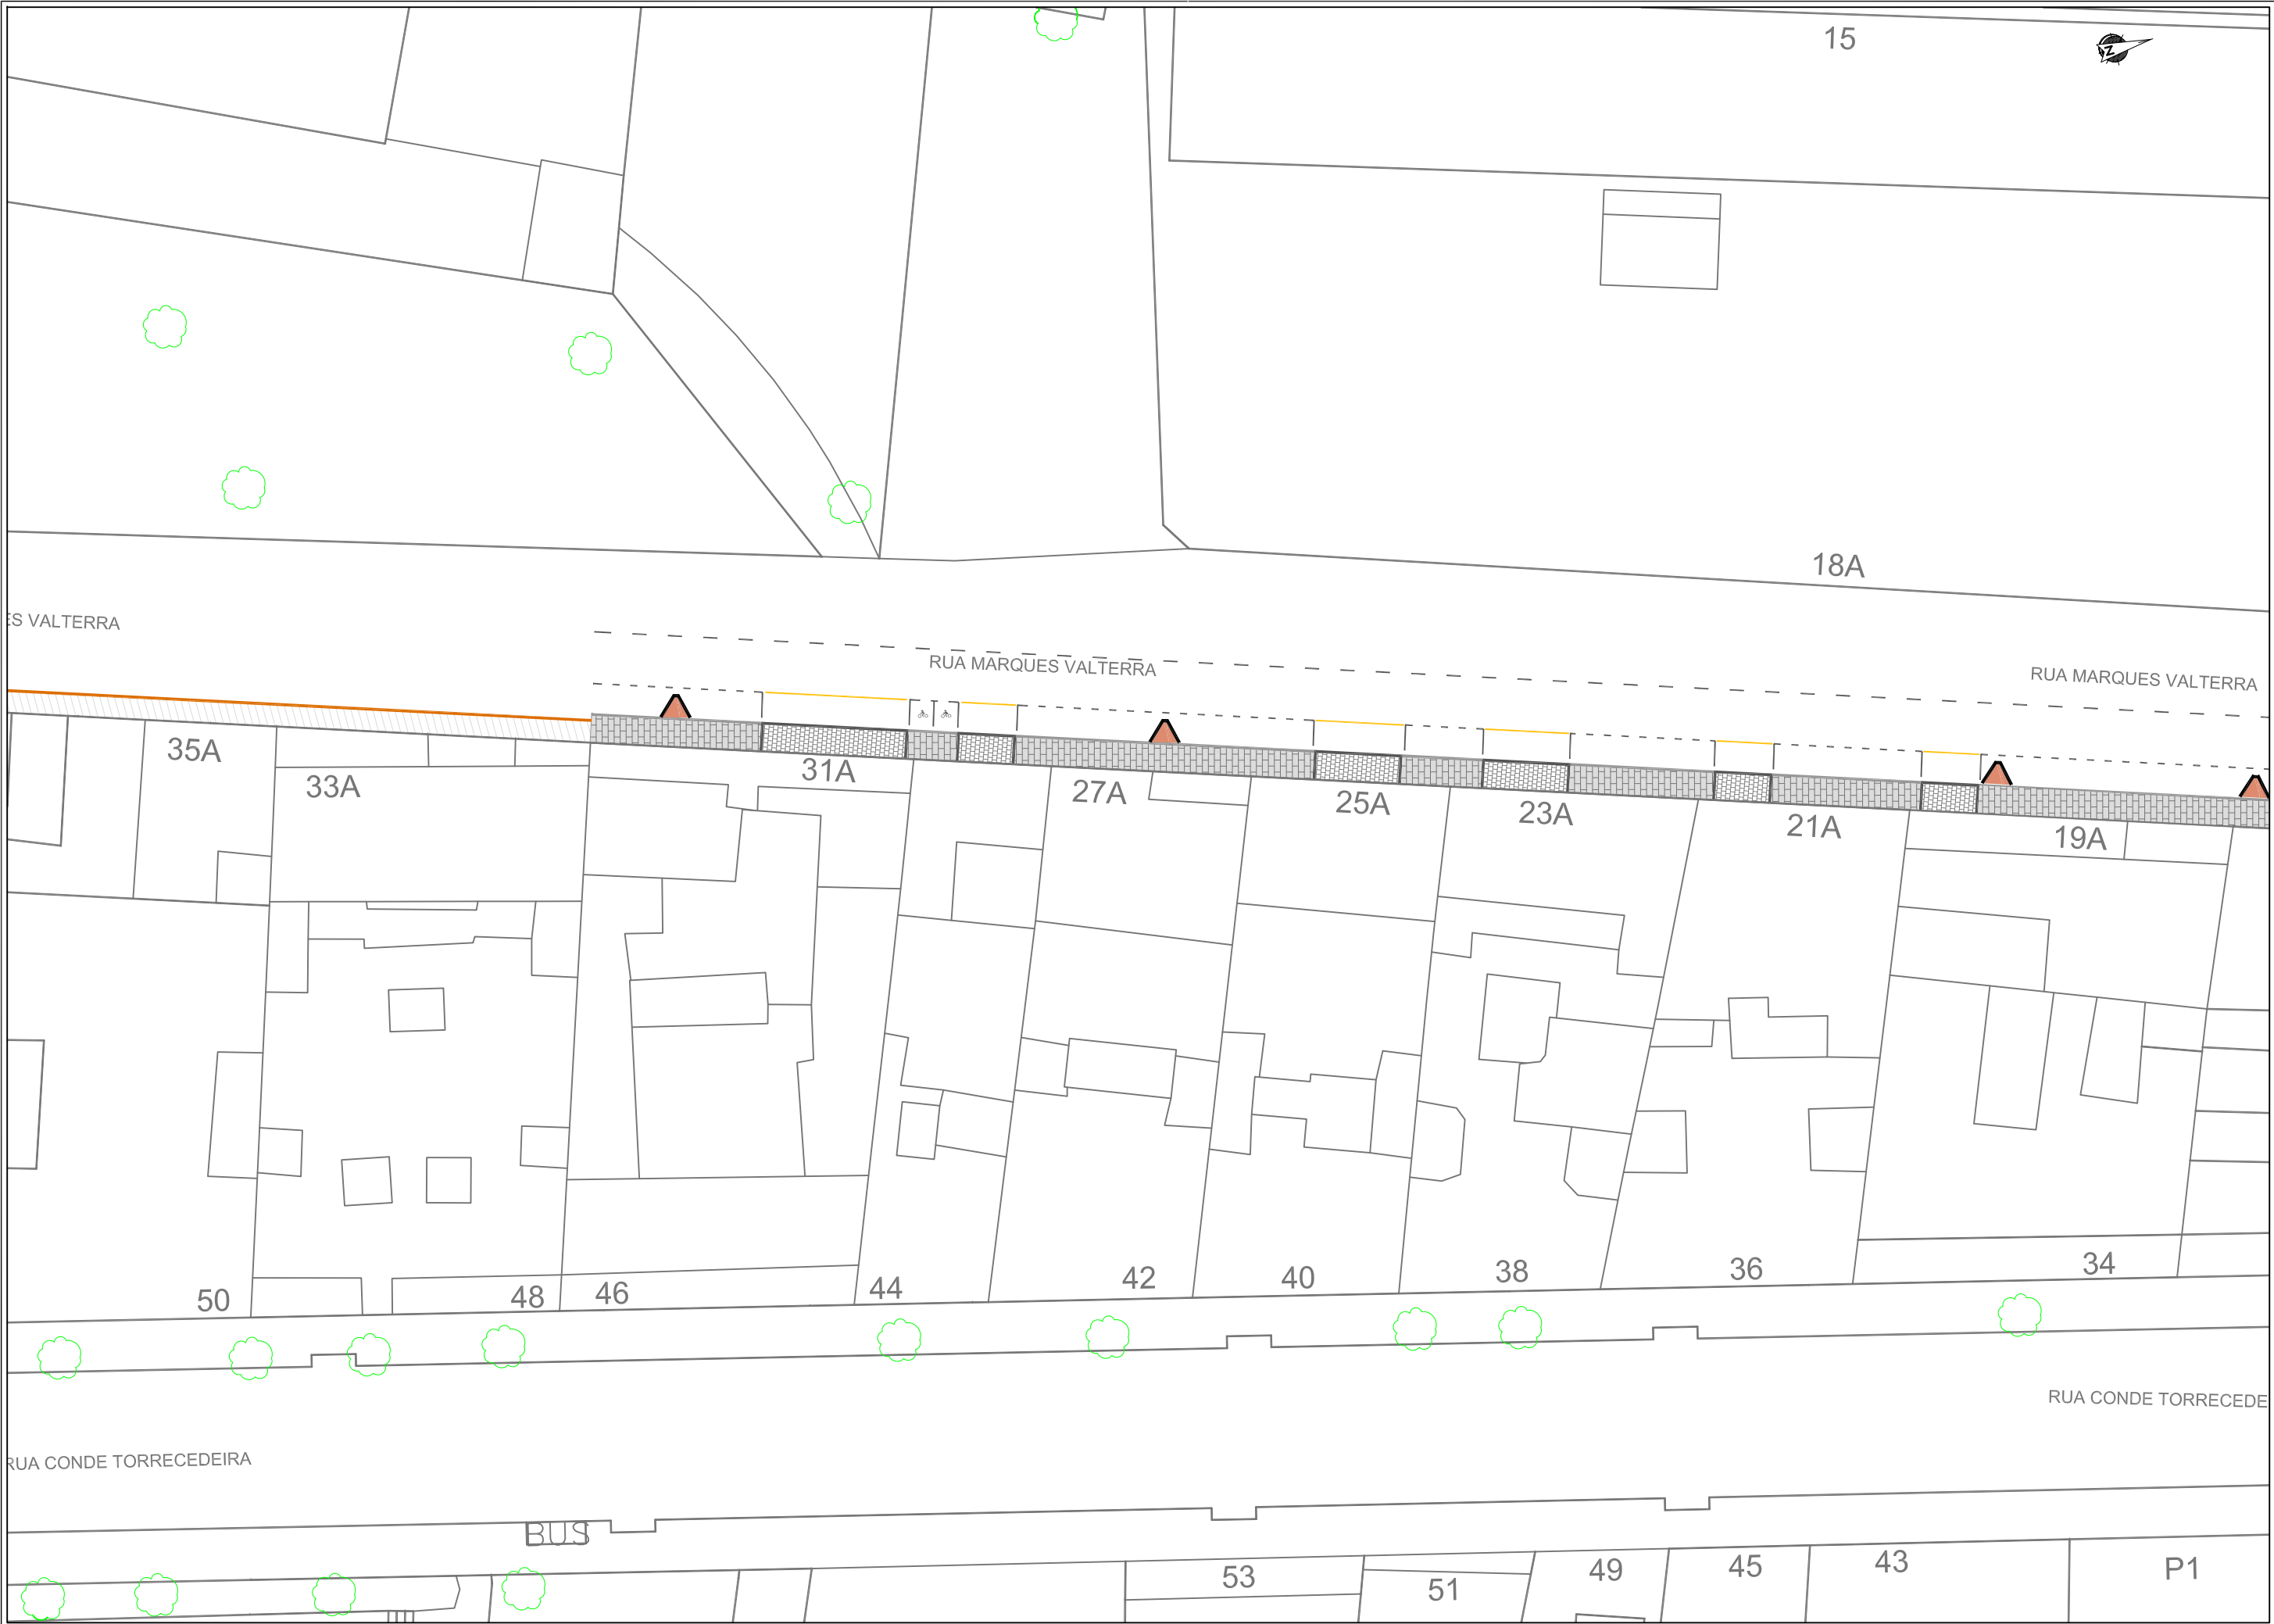 15
N
18A
ES VALTERRA
RUA MARQUES VALTERRA
RUA MARQUES VALTERRA
35A
33A
31A
27A
25A
23A
21A
19A
50
48
46
44
42
40
38
36
34
RUA CONDE TORRECEDE
RUA CONDE TORRECEDEIRA
BUS
53
51
49
45
43
P1